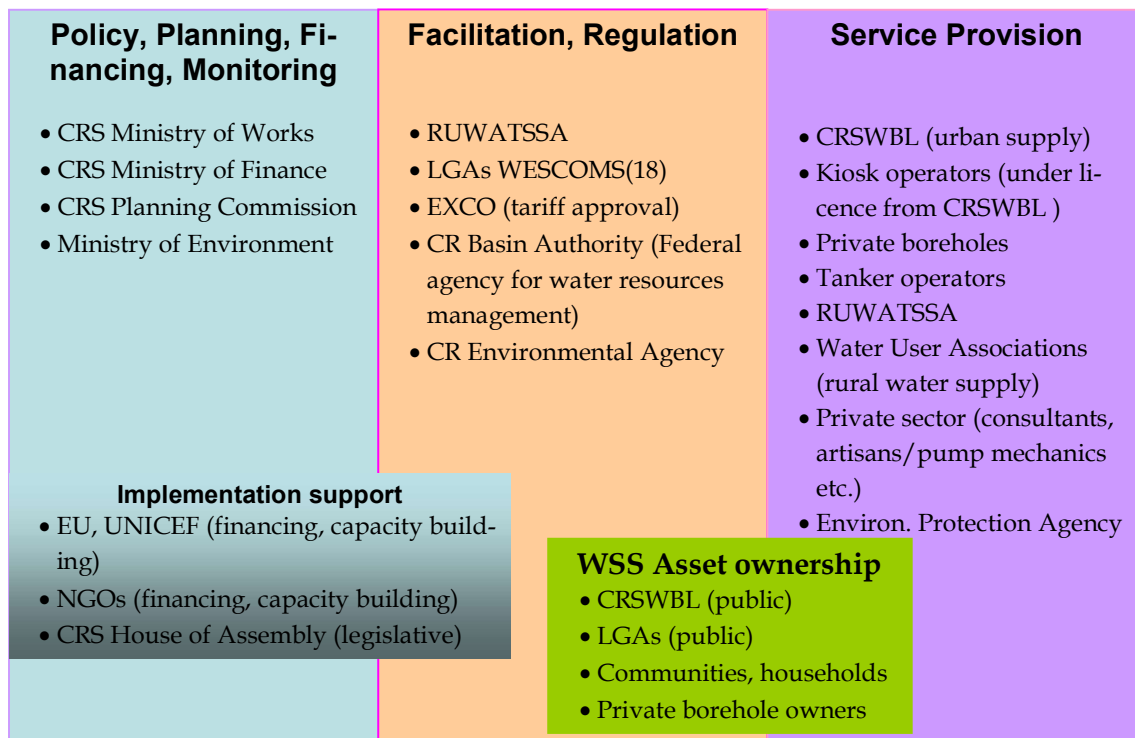 Policy, Planning, Fi-
nancing, Monitoring
• CRS Ministry of Works
• CRS Ministry of Finance
• CRS Planning Commission
• Ministry of Environment
Facilitation, Regulation
• RUWATSSA
• LGAs WESCOMS(18)
• EXCO (tariff approval)
• CR Basin Authority (Federal
agency for water resources
management)
• CR Environmental Agency
Service Provision
• CRSWBL (urban supply)
• Kiosk operators (under li-
cence from CRSWBL )
• Private boreholes
• Tanker operators
• RUWATSSA
• Water User Associations
(rural water supply)
• Private sector (consultants,
artisans/pump mechanics
etc.)
• Environ. Protection Agency
Implementation support
• EU, UNICEF (financing, capacity build-
ing)
• NGOs (financing, capacity building)
• CRS House of Assembly (legislative)
WSS Asset ownership
• CRSWBL (public)
• LGAs (public)
• Communities, households
• Private borehole owners